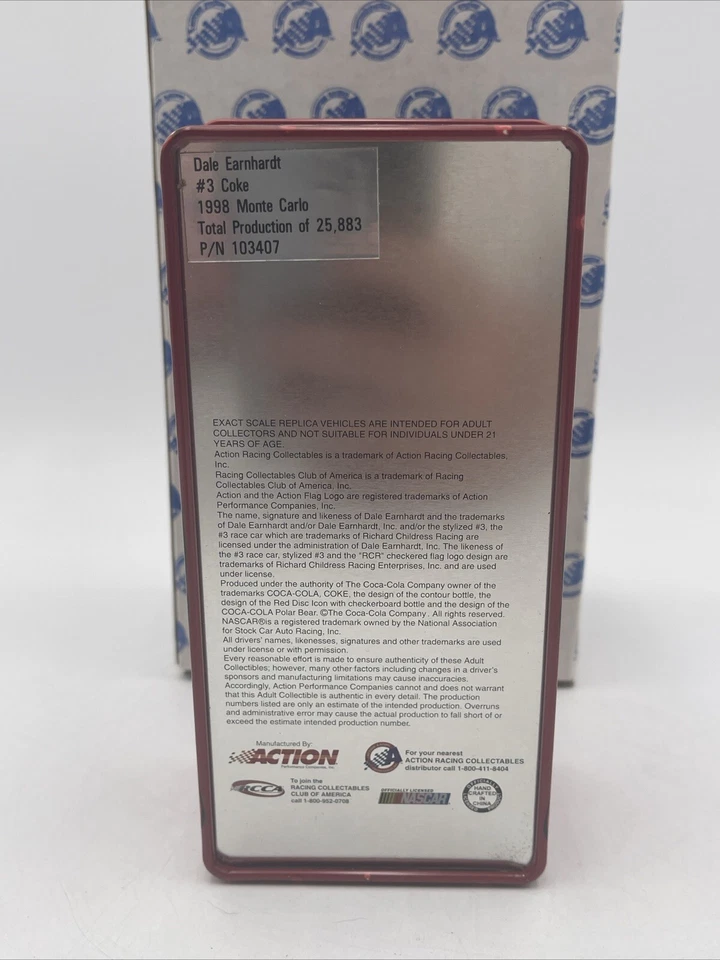 Dale Earnhardt
#3 Coke
1998 Monte Carlo
Total Production of 25,883
P/N 103407
EXACT SCALE REPLICA VEHICLES ARE INTENDED FOR ADULT
COLLECTORS AND NOT SUITABLE FOR INDIVIDUALS UNDER 21
YEARS OF AGE.
Action Racing Collectables is a trademark of Action Racing Collectables,
Inc.
Racing Collectables Club of America is a trademark of Racing
Collectables Club of America, Inc.
Action and the Action Flag Logo are registered trademarks of Action
Performance Companies, Inc.
The name, signature and likeness of Dale Earnhardt and the trademarks
of Dale Earnhardt and/or Dale Earnhardt, Inc. and/or the stylized #3, the
#3 race car which are trademarks of Richard Childress Racing are
licensed under the administration of Dale Earnhardt, Inc. The likeness of
the #3 race car, stylized #3 and the "RCR" checkered flag logo design are
trademarks of Richard Childress Racing Enterprises, Inc. and are used
under license.
Produced under the authority of The Coca-Cola Company owner of the
trademarks COCA-COLA, COKE, the design of the contour bottle, the
design of the Red Disc Icon with checkerboard bottle and the design of the
COCA-COLA Polar Bear. ©The Coca-Cola Company. All rights reserved.
NASCAR®is a registered trademark owned by the National Association
for Stock Car Auto Racing, Inc.
All drivers' names, likenesses, signatures and other trademarks are used
under license or with permission.
Every reasonable effort is made to ensure authenticity of these Adult
Collectibles; however, many other factors including changes in a driver's
sponsors and manufacturing limitations may cause inaccuracies.
Accordingly, Action Performance Companies cannot and does not warrant
that this Adult Collectible is authentic in every detail. The production
numbers listed are only an estimate of the intended production. Overruns
and administrative error may cause the actual production to fall short of or
exceed the estimate intended production number.
Manufactured By:
ACTION
Performance Companies, Inc.
For your nearest
ACTION RACING COLLECTABLES
distributor call 1-800-411-8404
RCCA
To join the
RACING COLLECTABLES
CLUB OF AMERICA
call 1-800-952-0708
OFFICIALLY LICENSED
NASCAR
HAND
CRAFTED
IN
CHINA